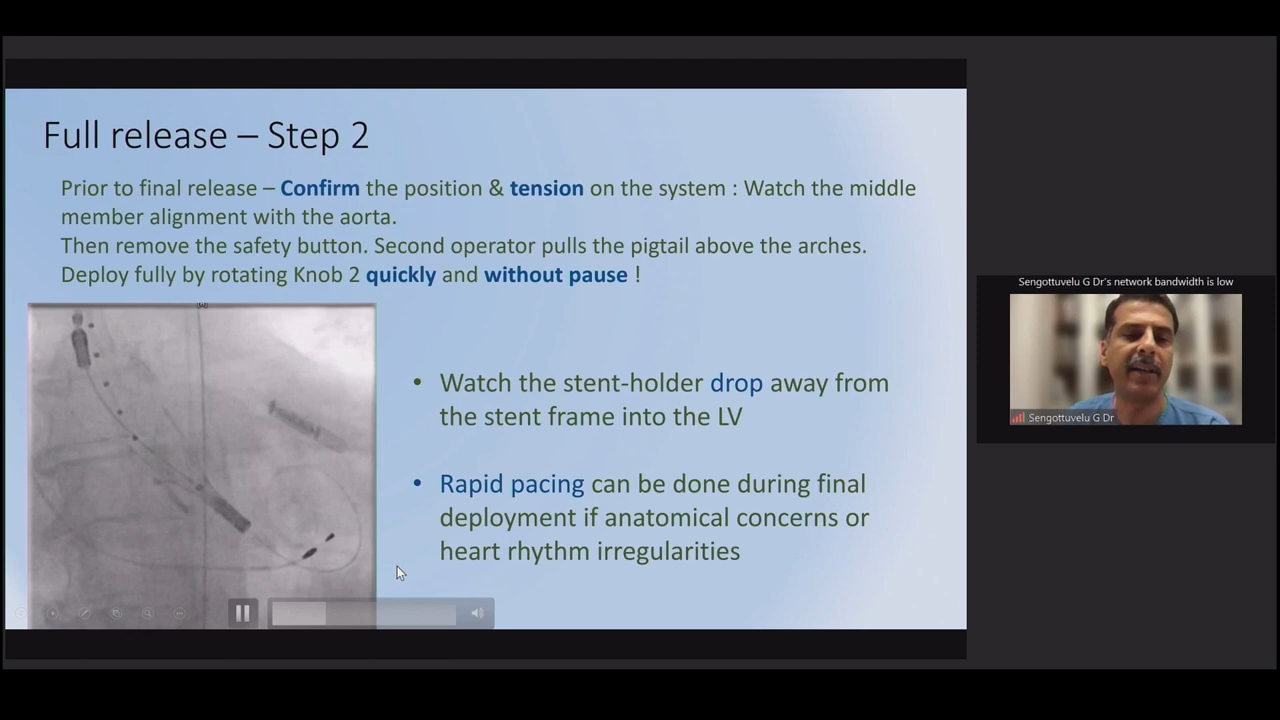 Full release – Step 2
Prior to final release – Confirm the position & tension on the system : Watch the middle
member alignment with the aorta.
Then remove the safety button. Second operator pulls the pigtail above the arches.
Deploy fully by rotating Knob 2 quickly and without pause !
• Watch the stent-holder drop away from
the stent frame into the LV
• Rapid pacing can be done during final
deployment if anatomical concerns or
heart rhythm irregularities
Sengottuvelu G Dr's network bandwidth is low
Sengottuvelu G Dr